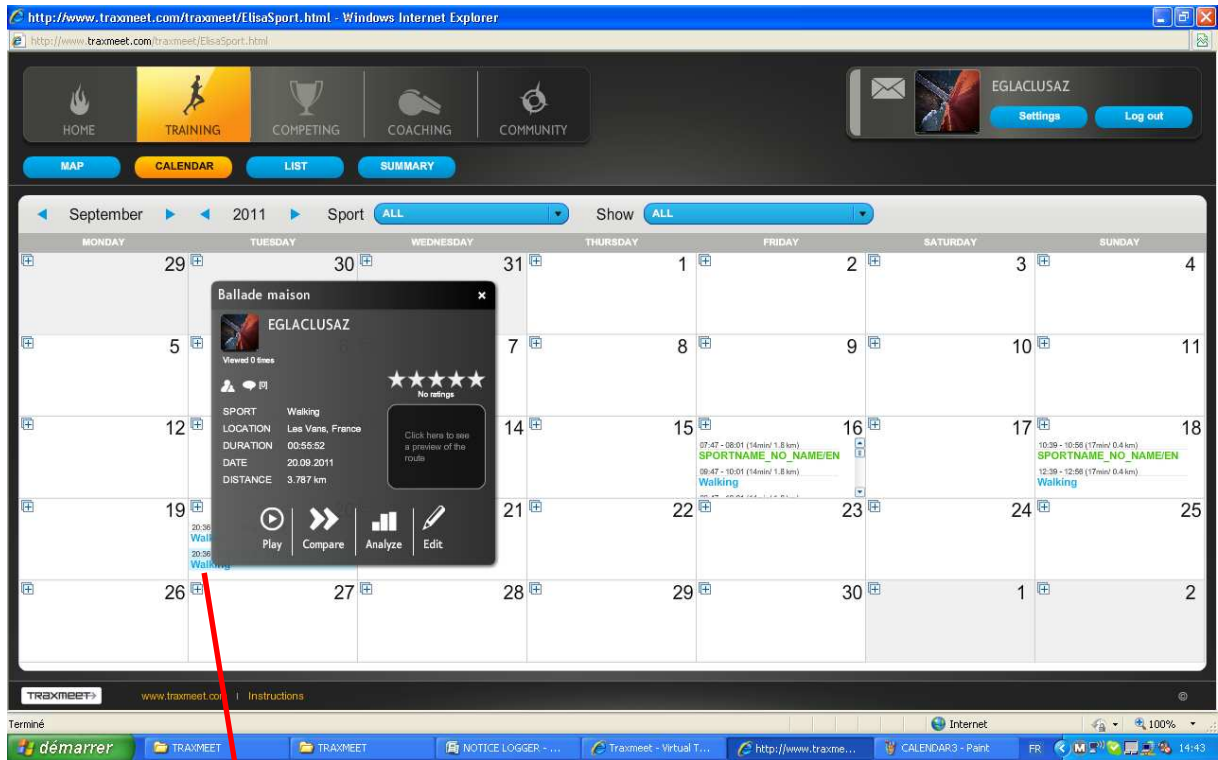 http://www.traxmeet.com/traxmeet/ElisaSport.html - Windows Internet Explorer
http://www.traxmeet.com/traxmeet/ElisaSport.html
HOME
TRAINING
COMPETING
COACHING
COMMUNITY
EGLACLUSAZ
Settings
Log out
MAP
CALENDAR
LIST
SUMMARY
September
2011
Sport
ALL
Show
ALL
MONDAY
TUESDAY
WEDNESDAY
THURSDAY
FRIDAY
SATURDAY
SUNDAY
29
30
31
1
2
3
4
Ballade maison
EGLACLUSAZ
Viewed 0 times
[0]
No ratings
SPORT Walking
LOCATION Les Vans, France
DURATION 00:55:52
DATE 20.09.2011
DISTANCE 3.787 km
Click here to see
a preview of the
route
Play
Compare
Analyze
Edit
5
7
8
9
10
11
12
14
15
16
07:47 - 08:01 (14min/ 1.8 km)
SPORTNAME_NO_NAME/EN
09:47 - 10:01 (14min/ 1.8 km)
Walking
17
18
10:39 - 10:56 (17min/ 0.4 km)
SPORTNAME_NO_NAME/EN
12:39 - 12:56 (17min/ 0.4 km)
Walking
19
20:36
20:36
Walking
21
22
23
24
25
26
27
28
29
30
1
2
TRAXMEET
www.traxmeet.com | Instructions
©
Terminé
Internet
100%
démarrer
TRAXMEET
TRAXMEET
NOTICE LOGGER - ...
Traxmeet - Virtual T...
http://www.traxme...
CALENDAR3 - Paint
FR
14:43